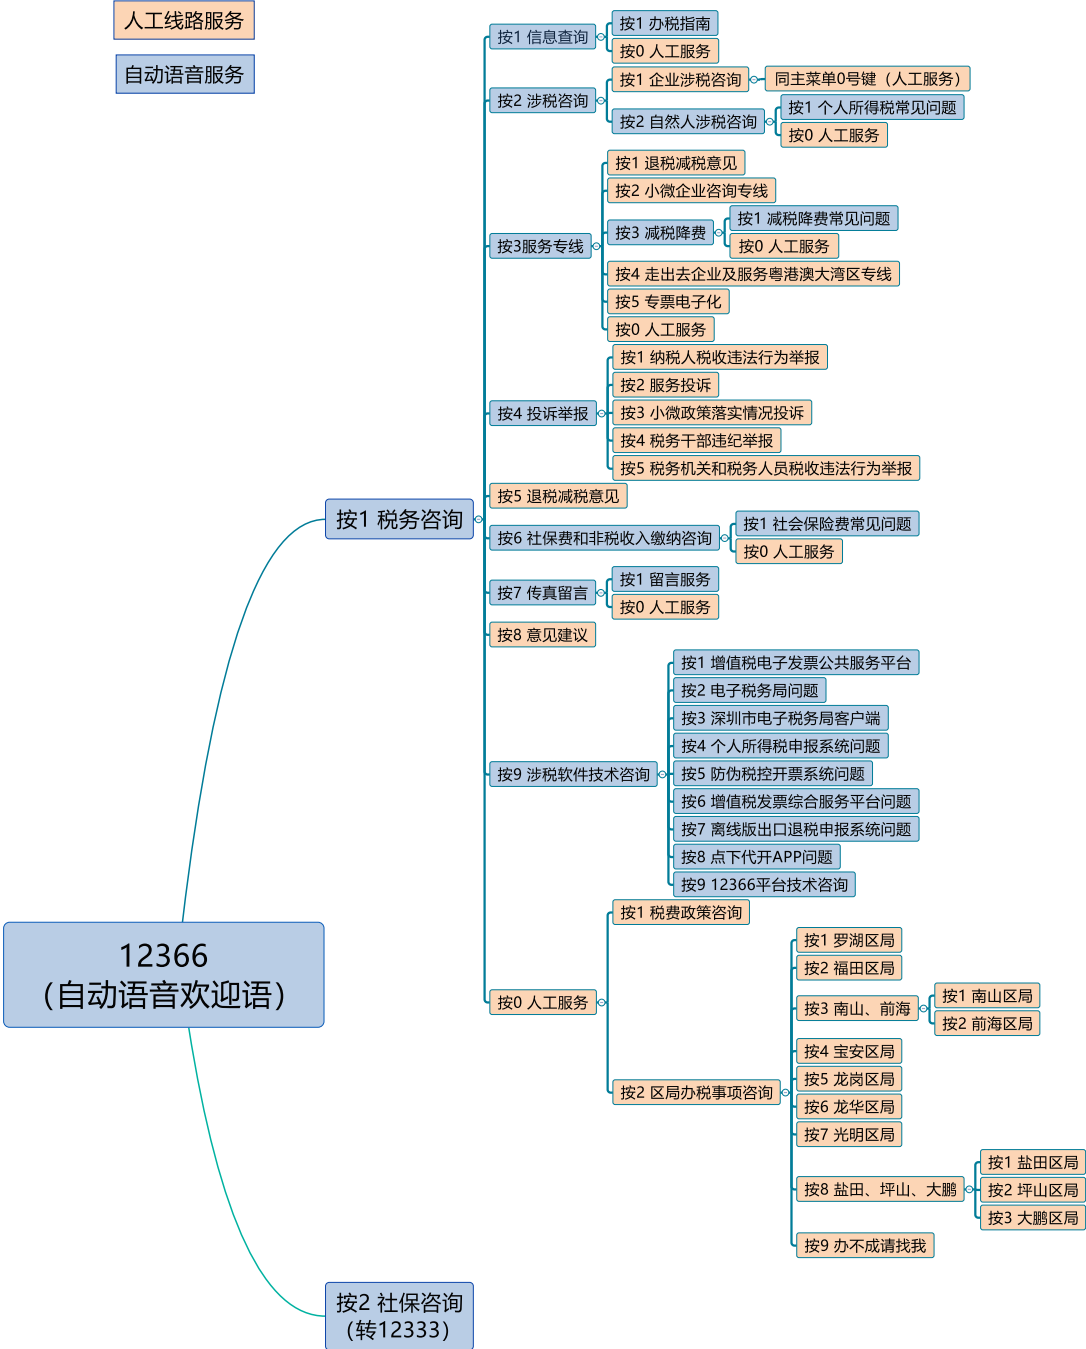 人工线路服务
自动语音服务
12366
（自动语音欢迎语）
按1 税务咨询
按1 信息查询
按1 办税指南
按0 人工服务
按2 涉税咨询
按1 企业涉税咨询
同主菜单0号键（人工服务）
按2 自然人涉税咨询
按1 个人所得税常见问题
按0 人工服务
按3服务专线
按1 退税减税意见
按2 小微企业咨询专线
按3 减税降费
按1 减税降费常见问题
按0 人工服务
按4 走出去企业及服务粤港澳大湾区专线
按5 专票电子化
按0 人工服务
按4 投诉举报
按1 纳税人税收违法行为举报
按2 服务投诉
按3 小微政策落实情况投诉
按4 税务干部违纪举报
按5 税务机关和税务人员税收违法行为举报
按5 退税减税意见
按6 社保费和非税收入缴纳咨询
按1 社会保险费常见问题
按0 人工服务
按7 传真留言
按1 留言服务
按0 人工服务
按8 意见建议
按9 涉税软件技术咨询
按1 增值税电子发票公共服务平台
按2 电子税务局问题
按3 深圳市电子税务局客户端
按4 个人所得税申报系统问题
按5 防伪税控开票系统问题
按6 增值税发票综合服务平台问题
按7 离线版出口退税申报系统问题
按8 点下代开APP问题
按9 12366平台技术咨询
按0 人工服务
按1 税费政策咨询
按2 区局办税事项咨询
按1 罗湖区局
按2 福田区局
按3 南山、前海
按1 南山区局
按2 前海区局
按4 宝安区局
按5 龙岗区局
按6 龙华区局
按7 光明区局
按8 盐田、坪山、大鹏
按1 盐田区局
按2 坪山区局
按3 大鹏区局
按9 办不成请找我
按2 社保咨询
（转12333）